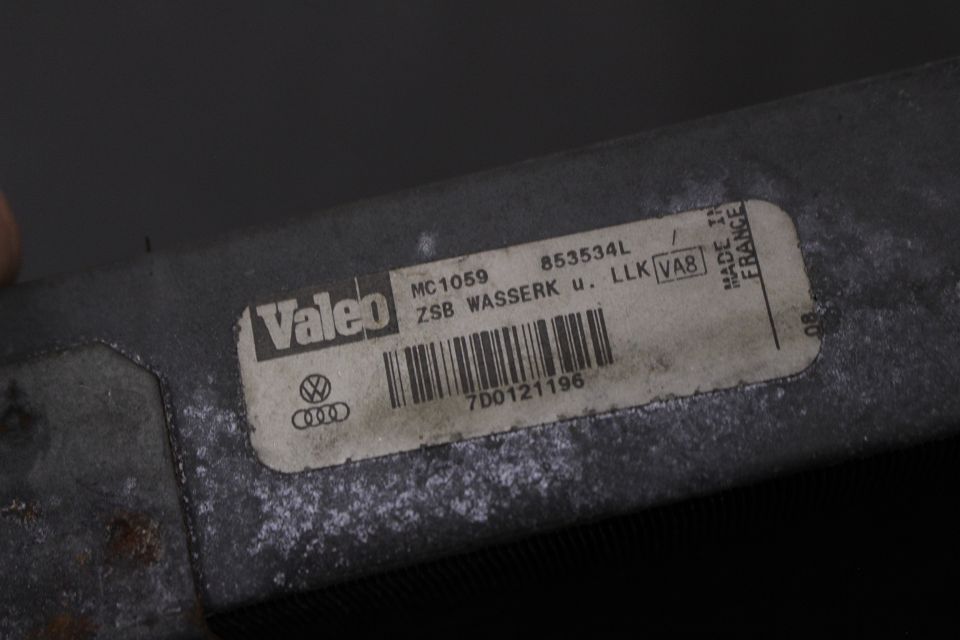 Valeo
MC1059 853534L /
ZSB WASSERK u. LLK VA8
7D0121196
MADE IN
FRANCE
08